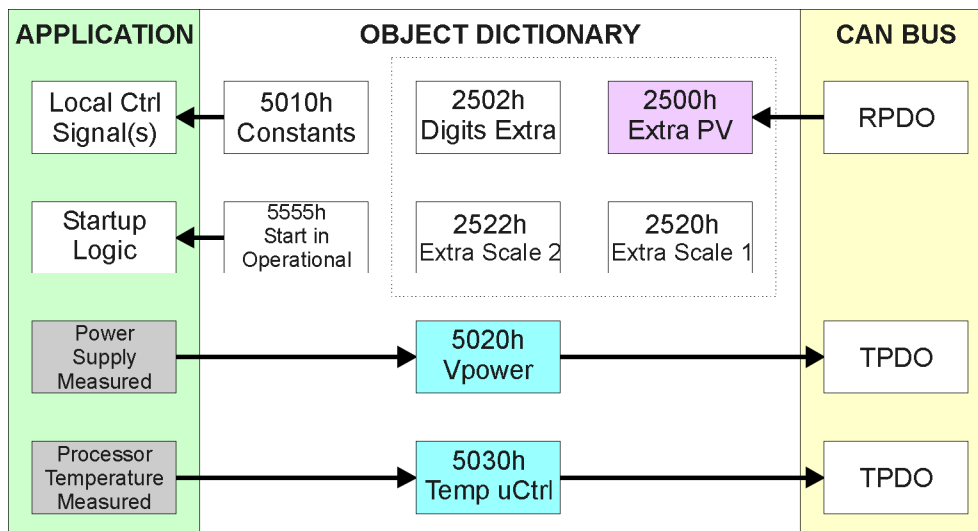 APPLICATION
OBJECT DICTIONARY
CAN BUS
Local Ctrl
Signal(s)
5010h
Constants
2502h
Digits Extra
2500h
Extra PV
RPDO
Startup
Logic
5555h
Start in
Operational
2522h
Extra Scale 2
2520h
Extra Scale 1
Power
Supply
Measured
5020h
Vpower
TPDO
Processor
Temperature
Measured
5030h
Temp uCtrl
TPDO